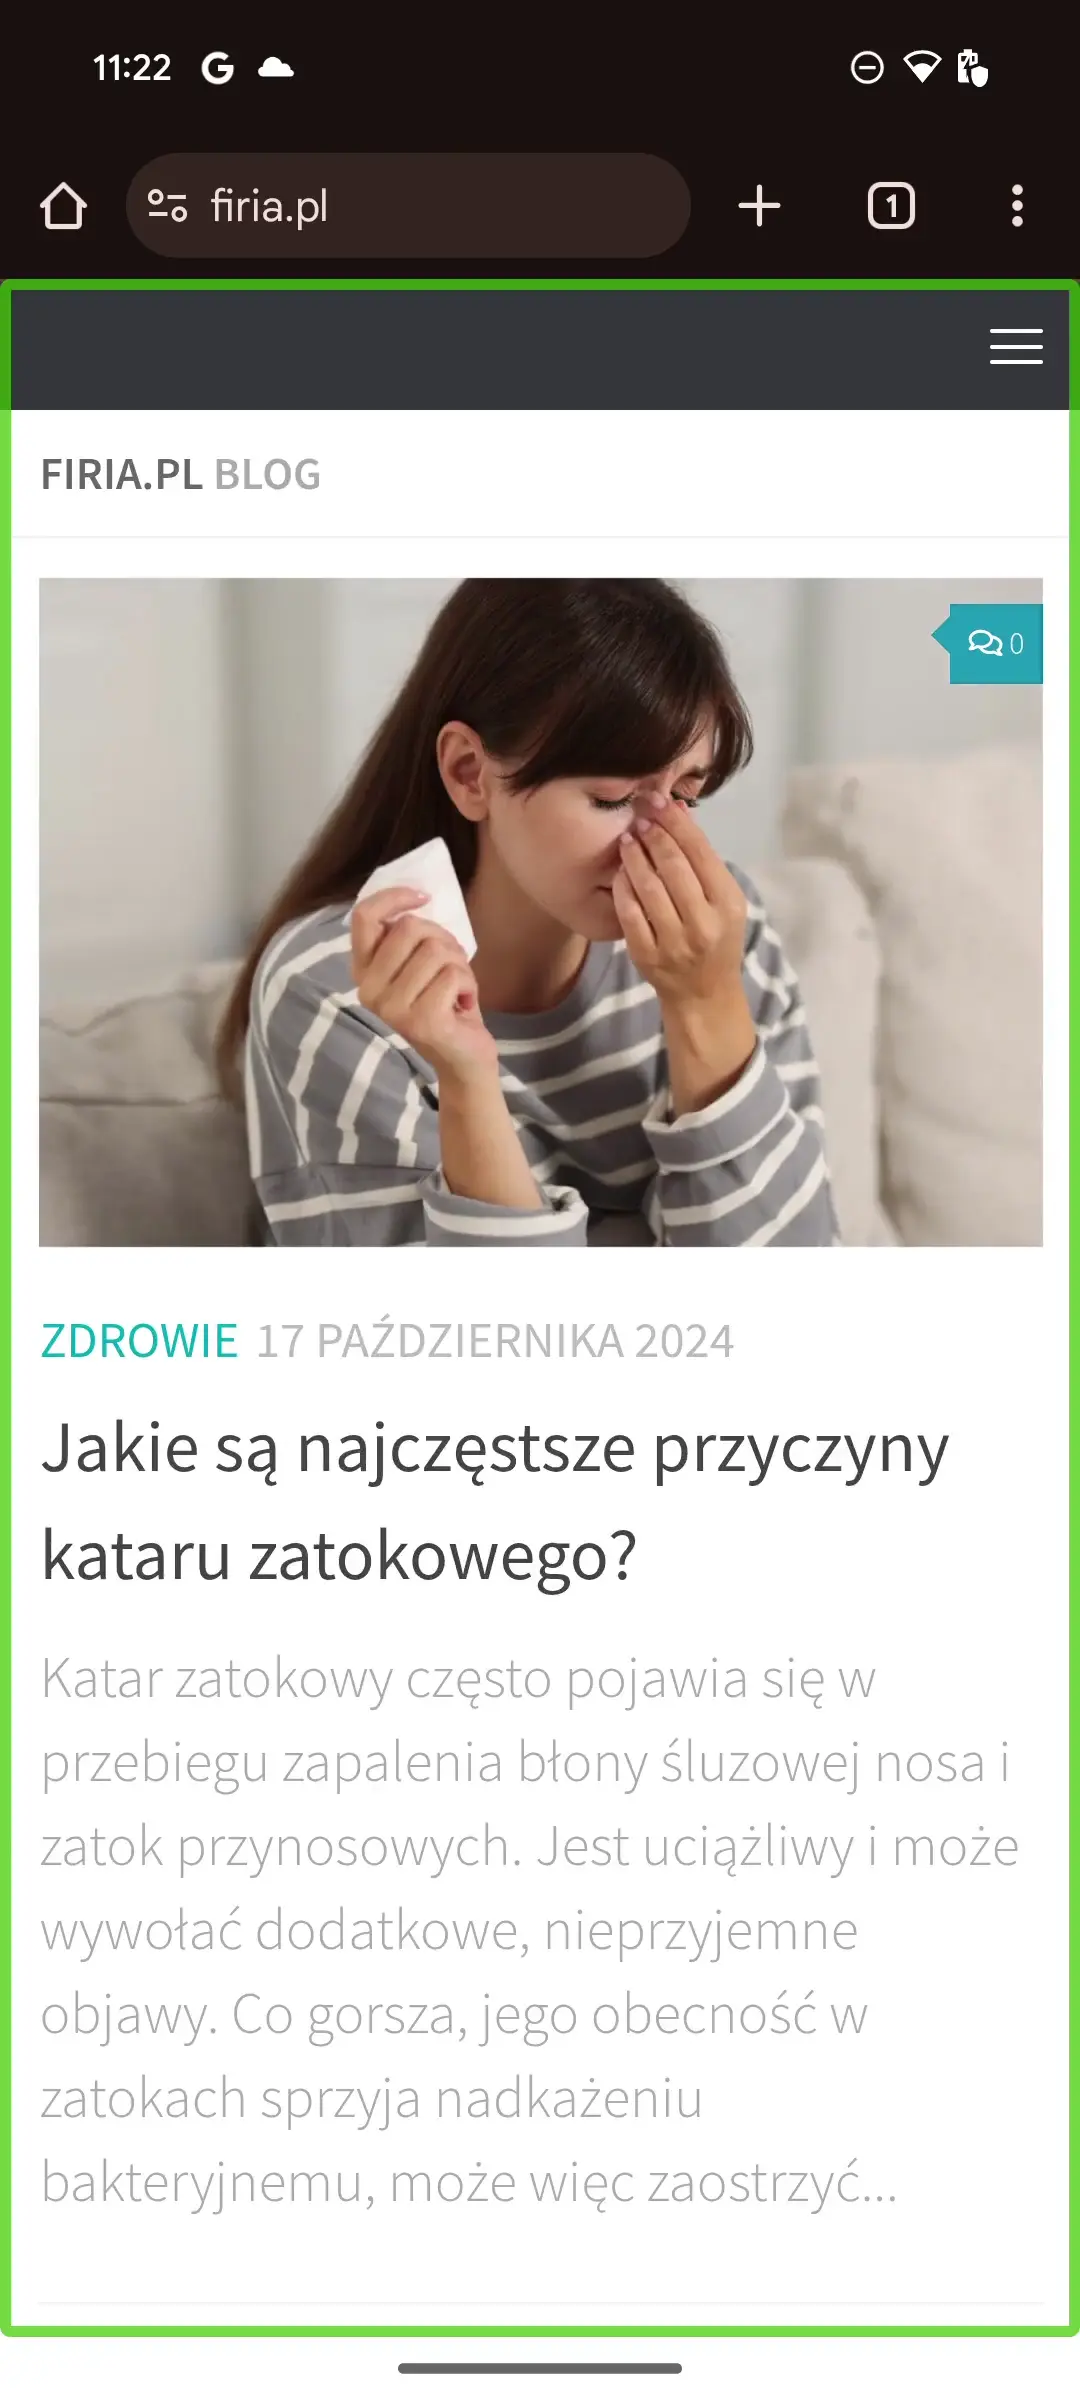 11:22
firia.pl
1
FIRIA.PL BLOG
0
ZDROWIE 17 PAŹDZIERNIKA 2024
Jakie są najczęstsze przyczyny
kataru zatokowego?
Katar zatokowy często pojawia się w
przebiegu zapalenia błony śluzowej nosa i
zatok przynosowych. Jest uciążliwy i może
wywołać dodatkowe, nieprzyjemne
objawy. Co gorsza, jego obecność w
zatokach sprzyja nadkażeniu
bakteryjnemu, może więc zaostrzyć...